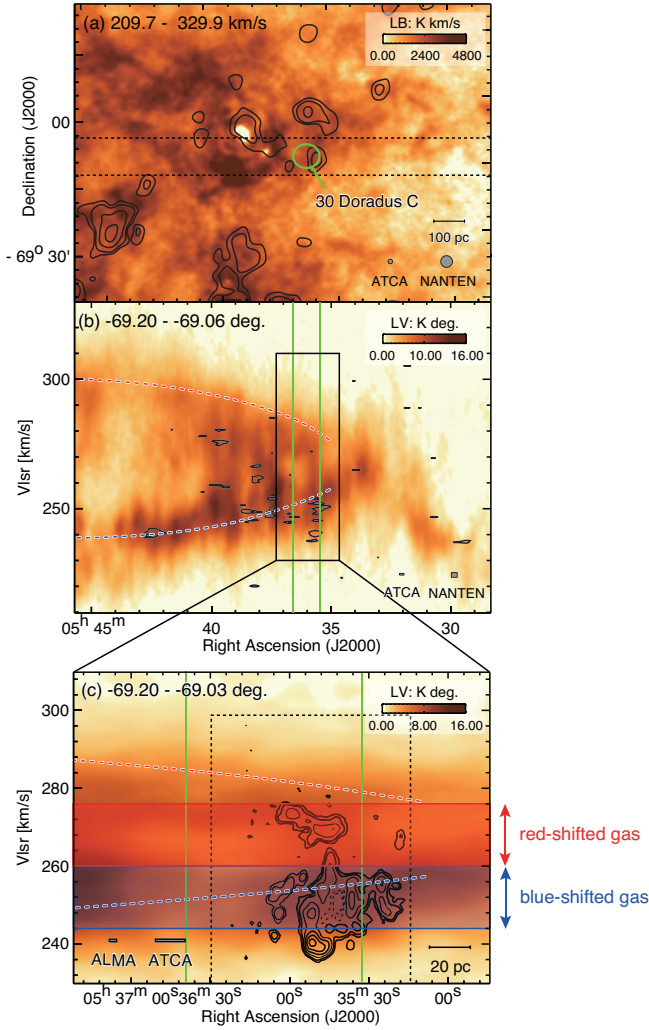 (a) 209.7 - 329.9 km/s
LB: K km/s
0.00 2400 4800
Declination (J2000)
00
- 69° 30'
30 Doradus C
100 pc
ATCA NANTEN
(b) -69.20 - -69.06 deg.
LV: K deg.
0.00 10.00 16.00
Vlsr [km/s]
300
250
ATCA NANTEN
05h 45m 40 35 30
Right Ascension (J2000)
(c) -69.20 - -69.03 deg.
LV: K deg.
0.00 8.00 16.00
Vlsr [km/s]
300
280
260
240
red-shifted gas
blue-shifted gas
ALMA ATCA
20 pc
05h 37m 00s 36m 30s 00s 35m 30s 00s
Right Ascension (J2000)